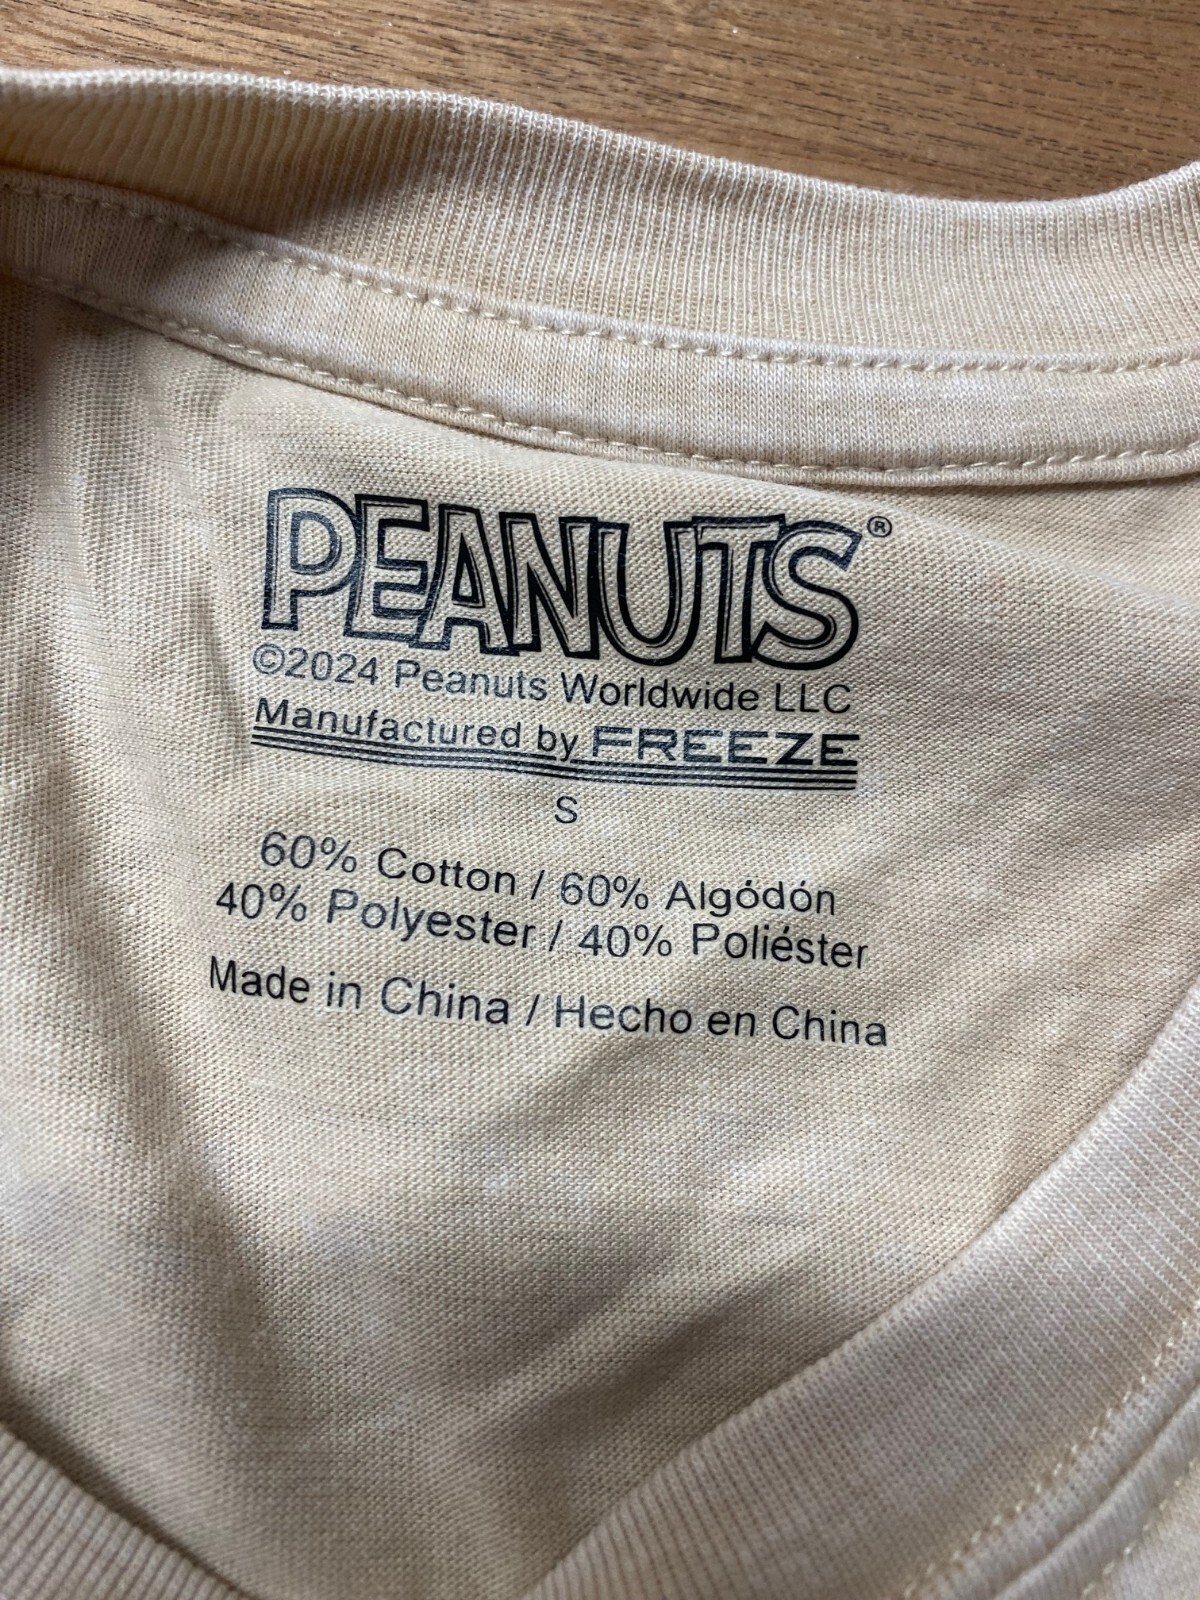 PEANUTS®
©2024 Peanuts Worldwide LLC
Manufactured by FREEZE
S
60% Cotton / 60% Algódón
40% Polyester / 40% Poliéster
Made in China / Hecho en China